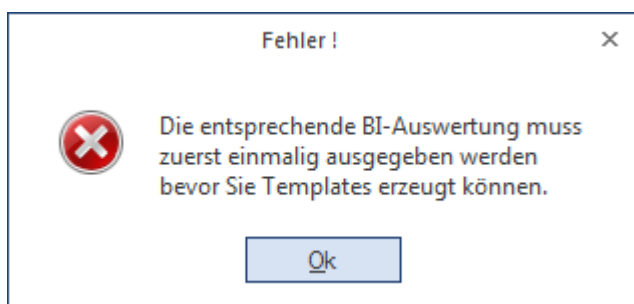 Fehler !
Die entsprechende BI-Auswertung muss
zuerst einmalig ausgegeben werden
bevor Sie Templates erzeugt können.
Ok